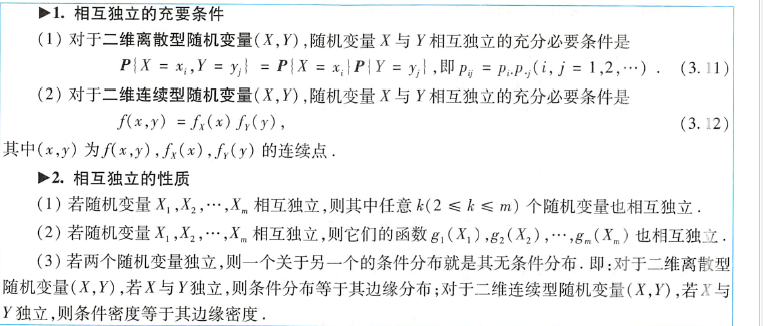 ▶1. 相互独立的充要条件
(1) 对于二维离散型随机变量(X,Y),随机变量 X 与 Y 相互独立的充分必要条件是
P{X = x_i,Y = y_j} = P{X = x_i}P{Y = y_j},即 p_{ij} = p_{i·}p_{·j}(i, j = 1,2,⋯) . (3.11)
(2) 对于二维连续型随机变量(X,Y),随机变量 X 与 Y 相互独立的充分必要条件是
f(x,y) = f_X(x) f_Y(y), (3.12)
其中(x,y) 为f(x,y),f_X(x),f_Y(y) 的连续点 .
▶2. 相互独立的性质
(1) 若随机变量 X_1,X_2,⋯,X_m 相互独立,则其中任意 k(2 ≤ k ≤ m) 个随机变量也相互独立 .
(2) 若随机变量 X_1,X_2,⋯,X_m 相互独立,则它们的函数 g_1(X_1),g_2(X_2),⋯,g_m(X_m) 也相互独立 .
(3) 若两个随机变量独立,则一个关于另一个的条件分布就是其无条件分布 . 即:对于二维离散型
随机变量(X,Y),若 X 与 Y 独立,则条件分布等于其边缘分布;对于二维连续型随机变量(X,Y),若 X 与
Y 独立,则条件密度等于其边缘密度 .